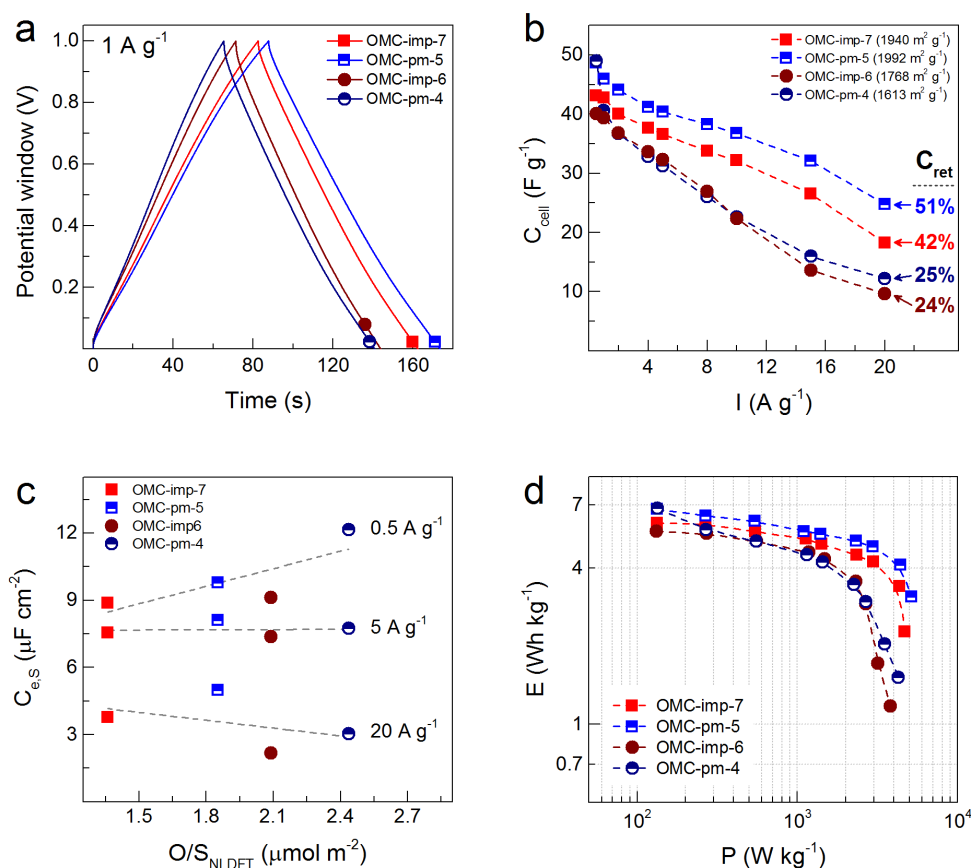 a
1 A g⁻¹
OMC-imp-7
OMC-pm-5
OMC-imp-6
OMC-pm-4
1.0
0.8
0.6
0.4
0.2
Potential window (V)
0
40
80
120
160
Time (s)
b
OMC-imp-7 (1940 m² g⁻¹)
OMC-pm-5 (1992 m² g⁻¹)
OMC-imp-6 (1768 m² g⁻¹)
OMC-pm-4 (1613 m² g⁻¹)
50
40
30
20
10
C_cell (F g⁻¹)
C_ret
51%
42%
25%
24%
4
8
12
16
20
I (A g⁻¹)
c
OMC-imp-7
OMC-pm-5
OMC-imp6
OMC-pm-4
12
9
6
3
C_e,S (µF cm⁻²)
0.5 A g⁻¹
5 A g⁻¹
20 A g⁻¹
1.5
1.8
2.1
2.4
2.7
O/S_NLDFT (µmol m⁻²)
d
7
4
1
0.7
E (Wh kg⁻¹)
OMC-imp-7
OMC-pm-5
OMC-imp-6
OMC-pm-4
10²
10³
10⁴
P (W kg⁻¹)